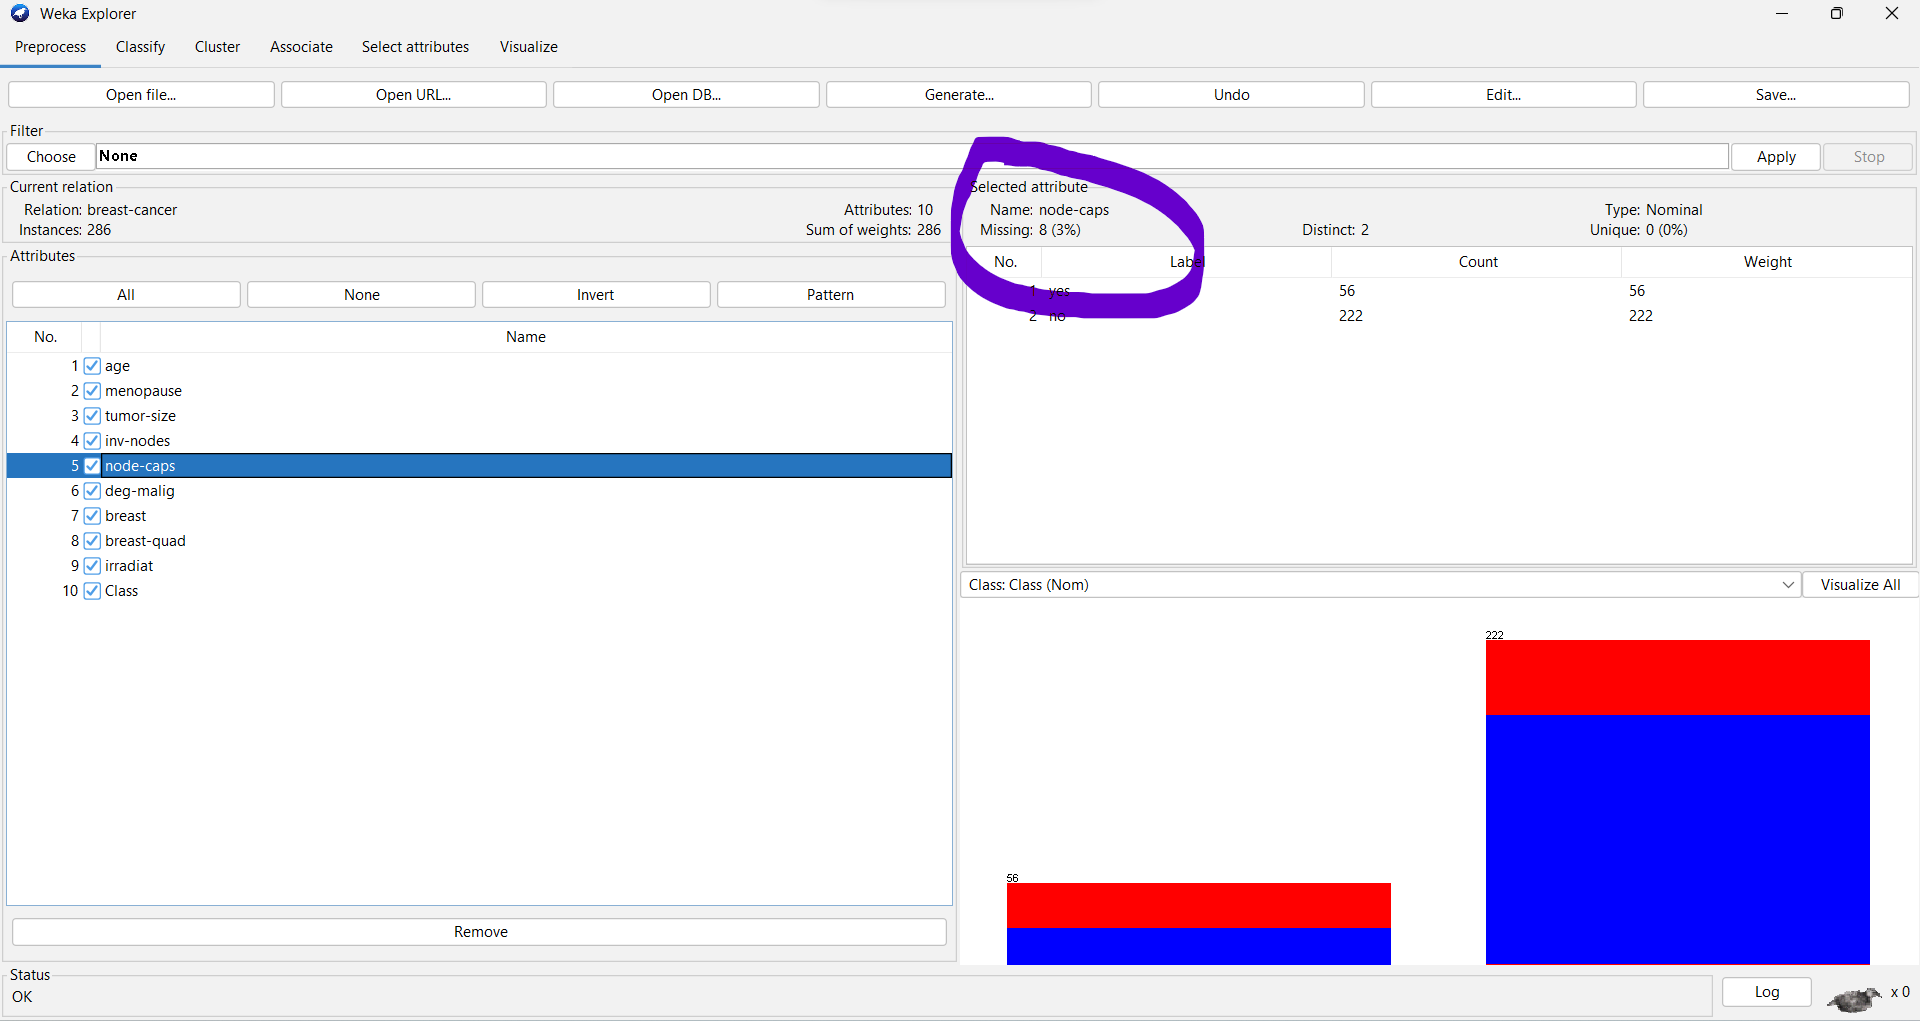 Weka Explorer
Preprocess Classify Cluster Associate Select attributes Visualize
Open file... Open URL... Open DB... Generate... Undo Edit... Save...
Filter
Choose None Apply Stop
Current relation
Relation: breast-cancer Attributes: 10
Instances: 286 Sum of weights: 286
Selected attribute
Name: node-caps Type: Nominal
Missing: 8 (3%) Distinct: 2 Unique: 0 (0%)
No. Label Count Weight
1 yes 56 56
2 no 222 222
Attributes
All None Invert Pattern
No. Name
1 age
2 menopause
3 tumor-size
4 inv-nodes
5 node-caps
6 deg-malig
7 breast
8 breast-quad
9 irradiat
10 Class
Remove
Class: Class (Nom) Visualize All
222
56
Status
OK
Log x 0